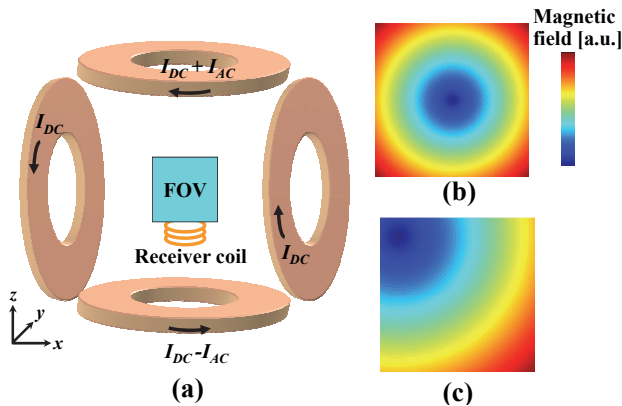 I_DC + I_AC
Magnetic
field [a.u.]
I_DC
FOV
(b)
Receiver coil
I_DC
z
y
x
I_DC - I_AC
(a)
(c)